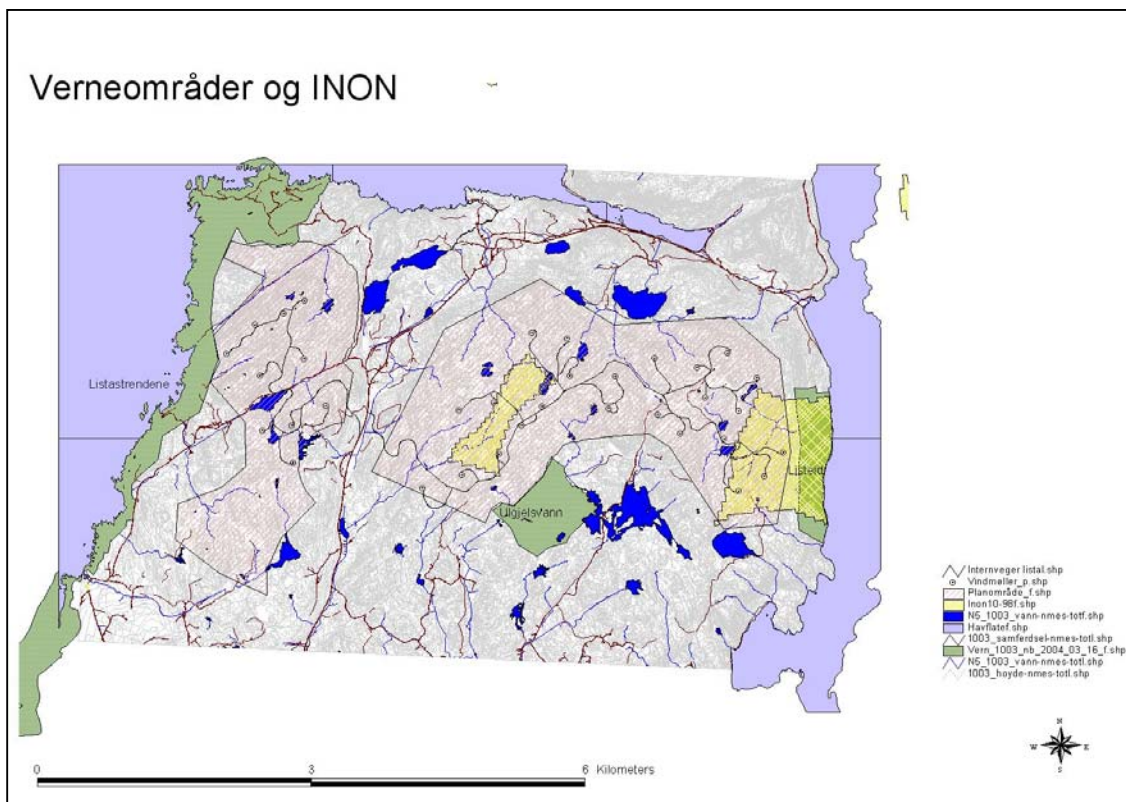 Verneområder og INON
Listastrendene
Listeid
Ulgjelsvann
Internveger listal.shp
Vindmøller_p.shp
Planområde_f.shp
Inon10-98f.shp
N5_1003_vann-nmes-totf.shp
Havflatef.shp
1003_samferdsel-nmes-totl.shp
Vern_1003_nb_2004_03_16_f.shp
N5_1003_vann-nmes-totl.shp
1003_hoyde-nmes-totl.shp
N
W E
S
0 3 6 Kilometers